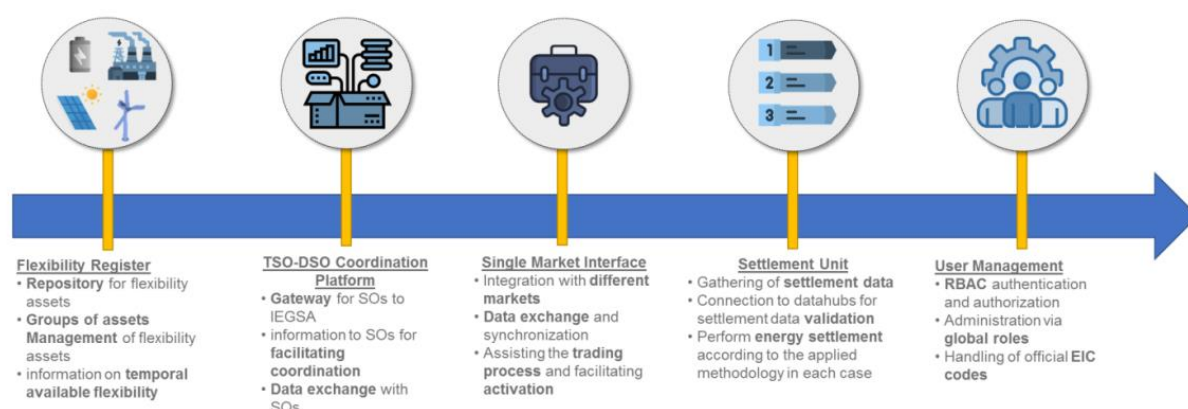 1
2
3
Flexibility Register
• Repository for flexibility
assets
• Groups of assets
Management of flexibility
assets
• information on temporal
available flexibility
TSO-DSO Coordination
Platform
• Gateway for SOs to
IEGSA
• information to SOs for
facilitating
coordination
• Data exchange with
SOs
Single Market Interface
• Integration with different
markets
• Data exchange and
synchronization
• Assisting the trading
process and facilitating
activation
Settlement Unit
• Gathering of settlement data
• Connection to datahubs for
settlement data validation
• Perform energy settlement
according to the applied
methodology in each case
User Management
• RBAC authentication
and authorization
• Administration via
global roles
• Handling of official EIC
codes